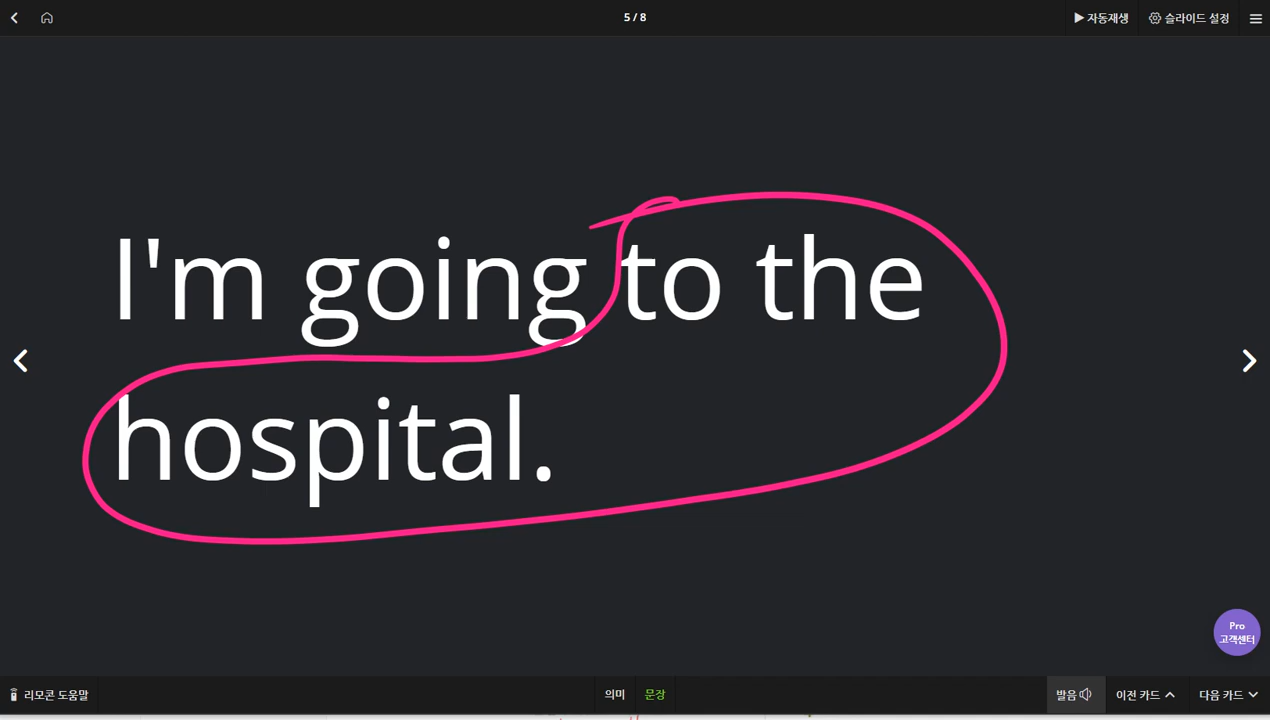 5 / 8
자동재생
슬라이드 설정
I'm going to the
hospital.
Pro
고객센터
리모콘 도움말
의미
문장
발음
이전 카드
다음 카드